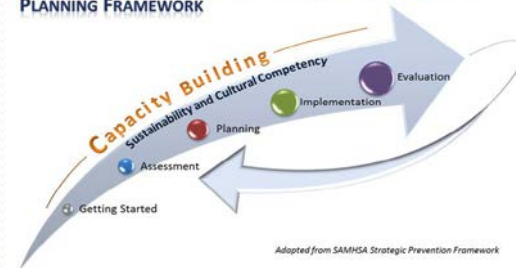 PLANNING FRAMEWORK
Capacity Building
Sustainability and Cultural Competency
Evaluation
Implementation
Planning
Assessment
Getting Started
Adapted from SAMHSA Strategic Prevention Framework